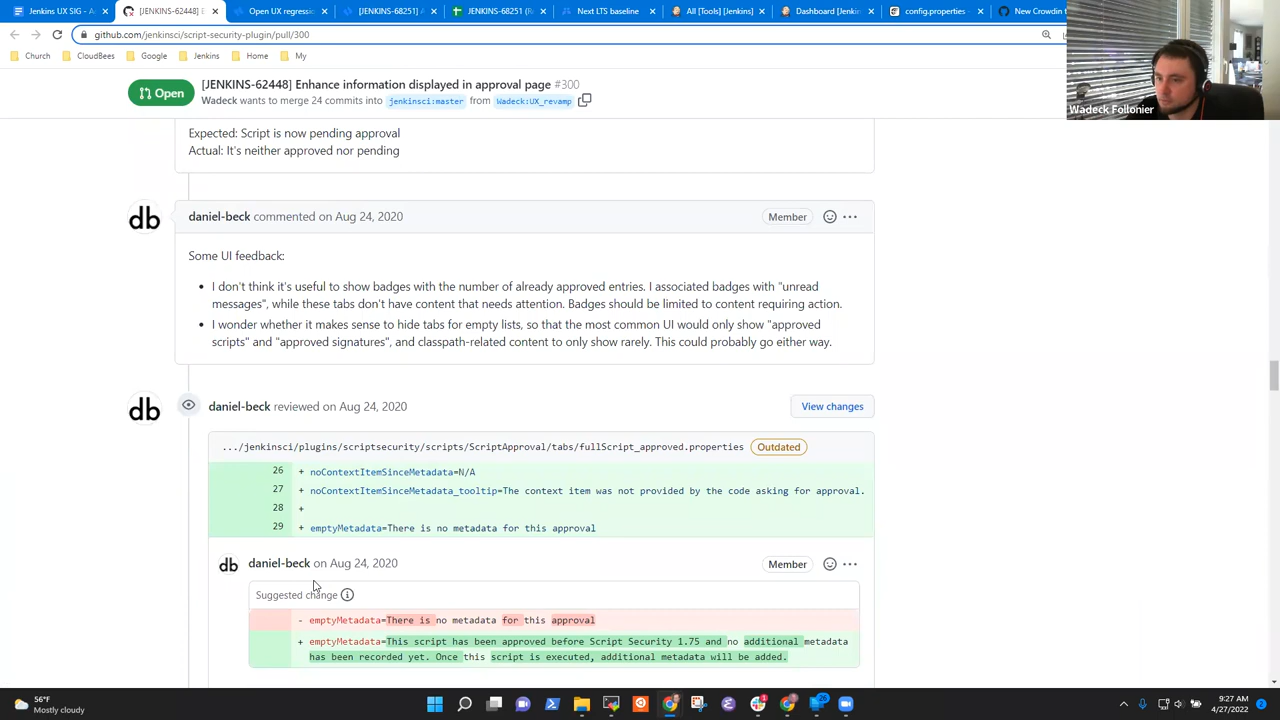 Jenkins UX SIG - A
[JENKINS-62448] E
Open UX regressio
[JENKINS-68251] A
JENKINS-68251 (R
Next LTS baseline
All [Tools] [Jenkins]
Dashboard [Jenkins
config.properties -
New Crowdin t
github.com/jenkinsci/script-security-plugin/pull/300
Church
CloudBees
Google
Jenkins
Home
My
Open
[JENKINS-62448] Enhance information displayed in approval page #300
Wadeck wants to merge 24 commits into jenkinsci:master from Wadeck:UX_revamp
Wadeck Follonier
Expected: Script is now pending approval
Actual: It's neither approved nor pending
db
daniel-beck commented on Aug 24, 2020
Member
Some UI feedback:
• I don't think it's useful to show badges with the number of already approved entries. I associated badges with "unread
messages", while these tabs don't have content that needs attention. Badges should be limited to content requiring action.
• I wonder whether it makes sense to hide tabs for empty lists, so that the most common UI would only show "approved
scripts" and "approved signatures", and classpath-related content to only show rarely. This could probably go either way.
db
daniel-beck reviewed on Aug 24, 2020
View changes
.../jenkinsci/plugins/scriptsecurity/scripts/ScriptApproval/tabs/fullScript_approved.properties
Outdated
26 + noContextItemSinceMetadata=N/A
27 + noContextItemSinceMetadata_tooltip=The context item was not provided by the code asking for approval.
28 +
29 + emptyMetadata=There is no metadata for this approval
db
daniel-beck on Aug 24, 2020
Member
Suggested change
- emptyMetadata=There is no metadata for this approval
+ emptyMetadata=This script has been approved before Script Security 1.75 and no additional metadata
has been recorded yet. Once this script is executed, additional metadata will be added.
56°F
Mostly cloudy
9:27 AM
4/27/2022